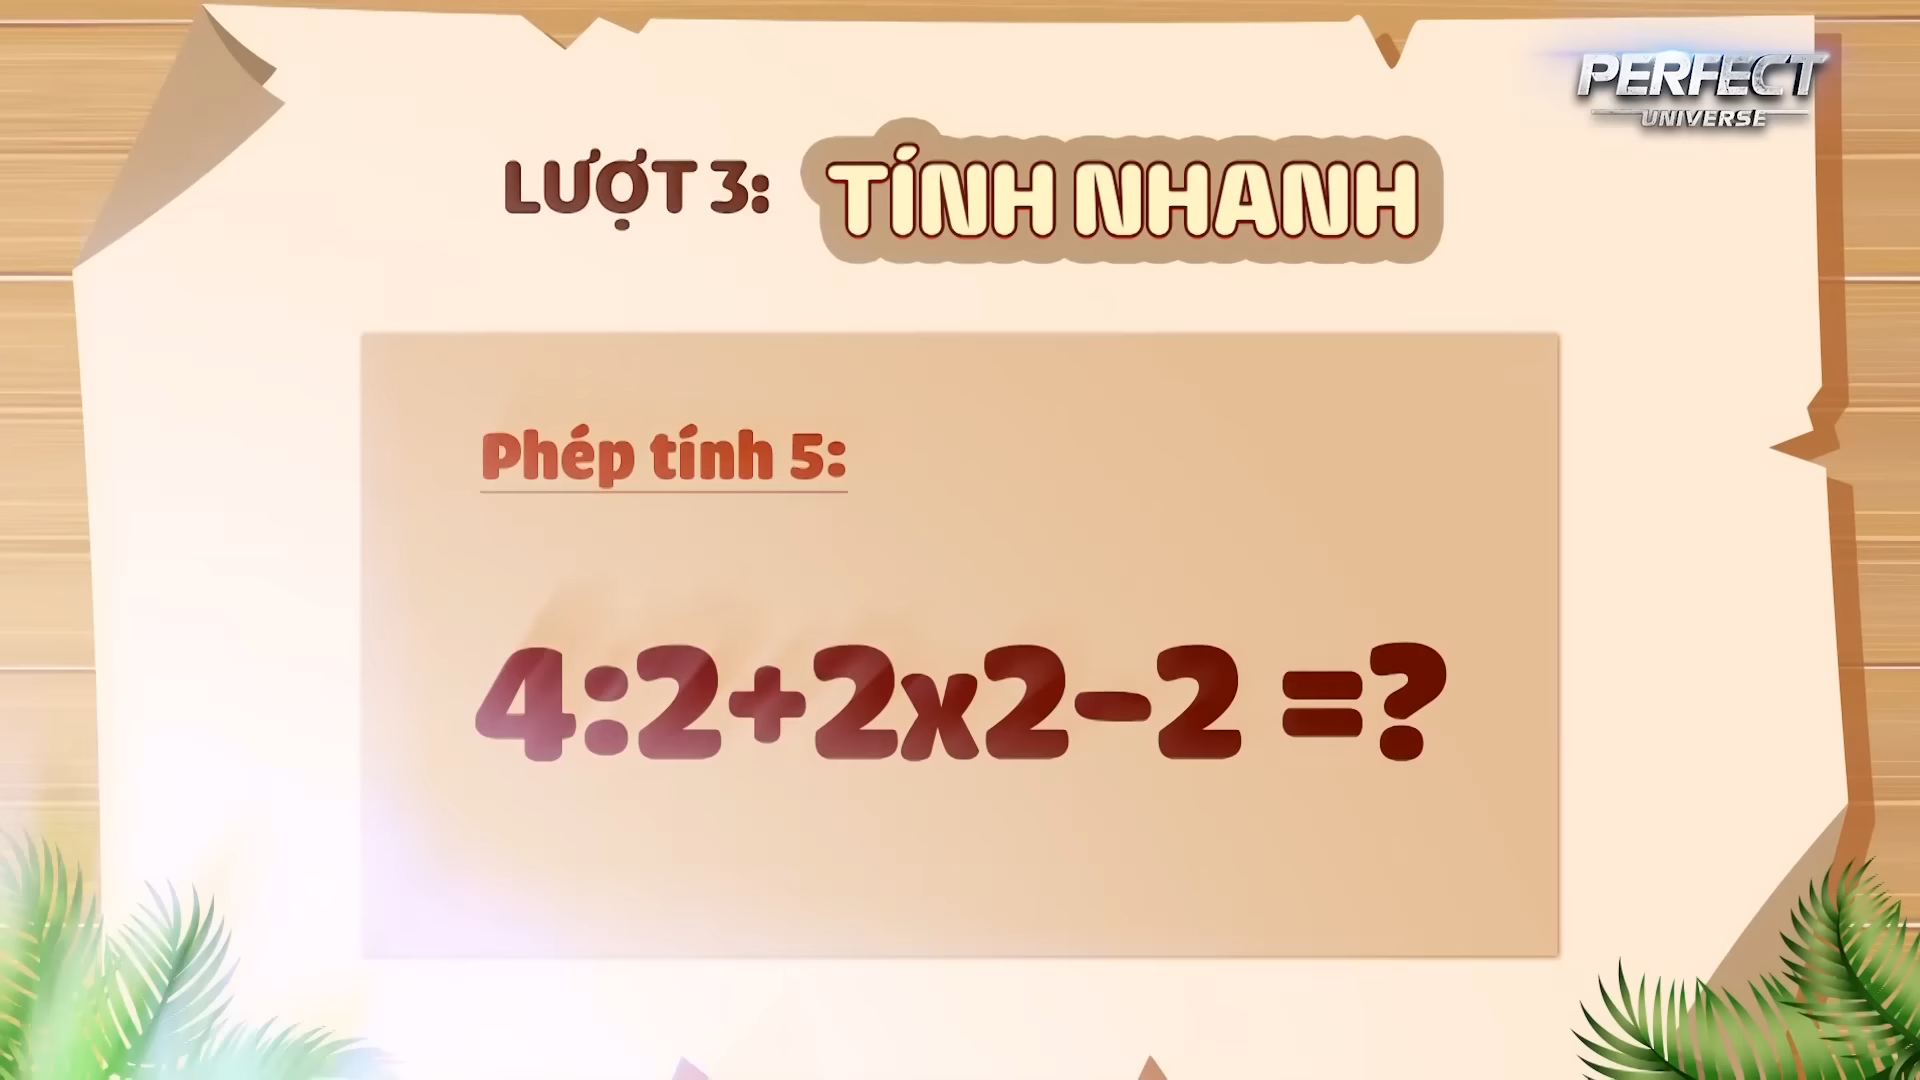 PERFECT
UNIVERSE
LƯỢT 3: TÍNH NHANH
Phép tính 5:
4:2+2x2-2 =?